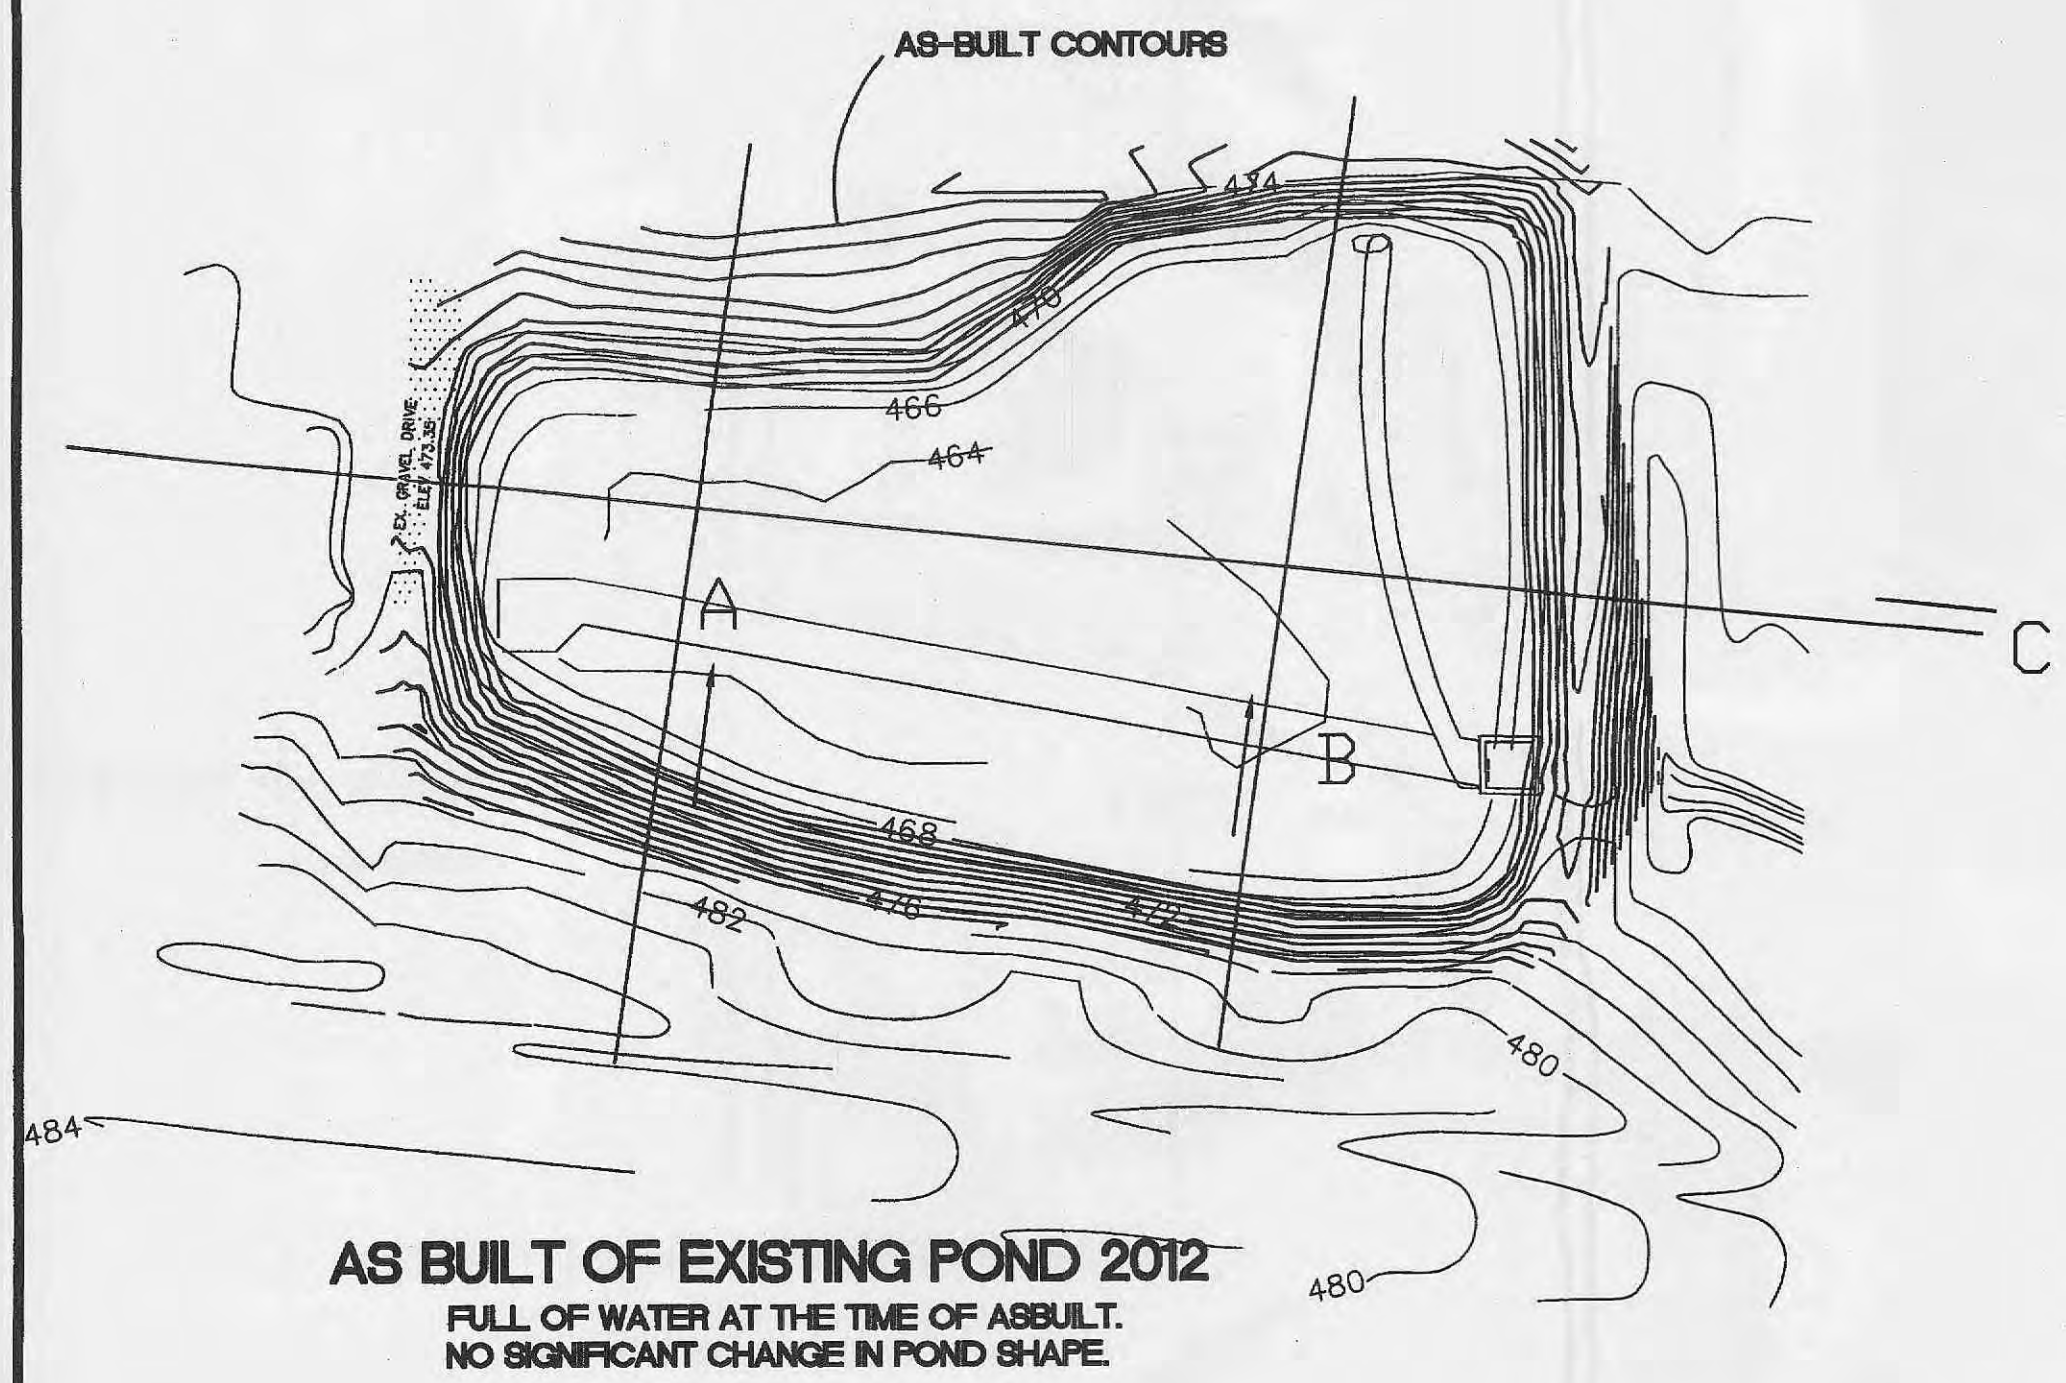 AS-BUILT CONTOURS
474
470
466
464
EX. GRAVEL DRIVE
ELEV 473.35
A
C
B
468
476
472
482
480
484
480
AS BUILT OF EXISTING POND 2012
FULL OF WATER AT THE TIME OF ASBUILT.
NO SIGNIFICANT CHANGE IN POND SHAPE.